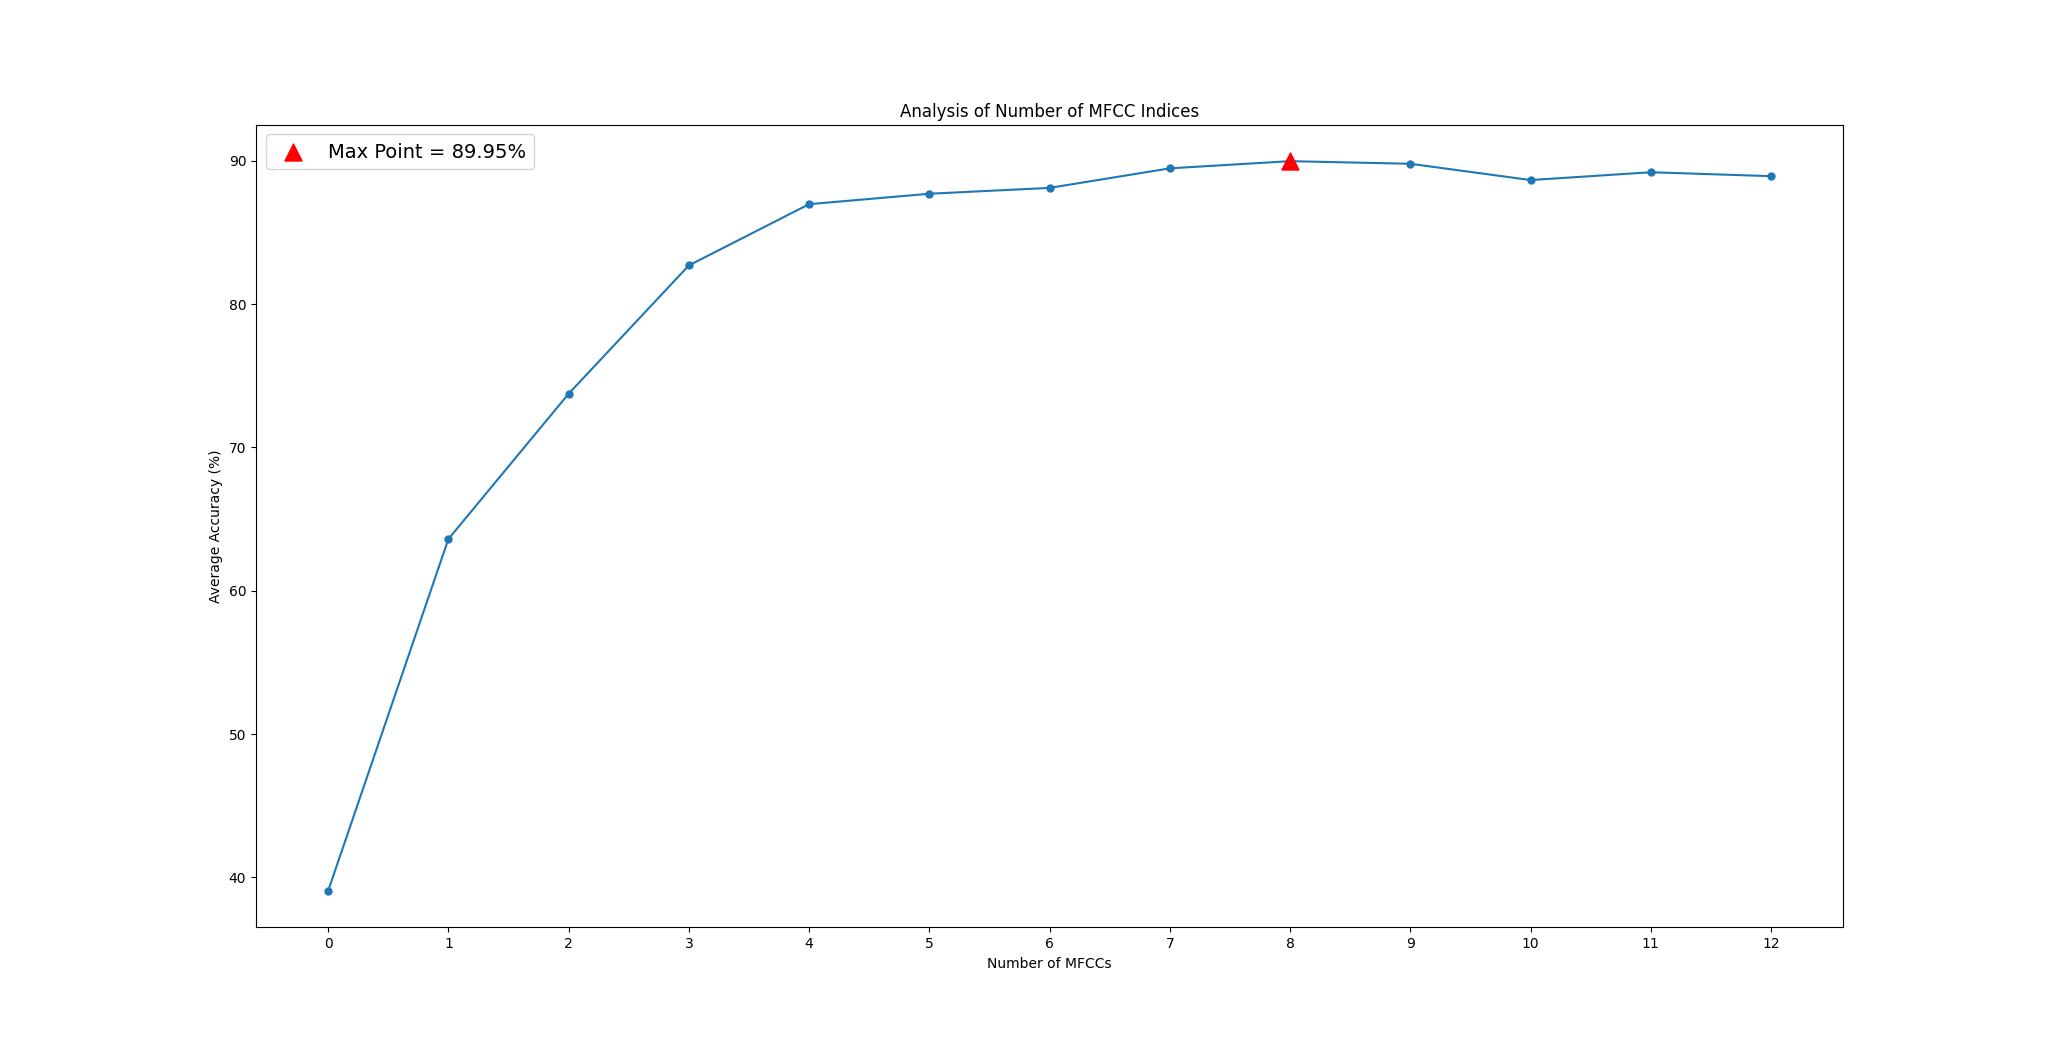 Analysis of Number of MFCC Indices
Max Point = 89.95%
90
80
70
60
50
40
Average Accuracy (%)
0 1 2 3 4 5 6 7 8 9 10 11 12
Number of MFCCs